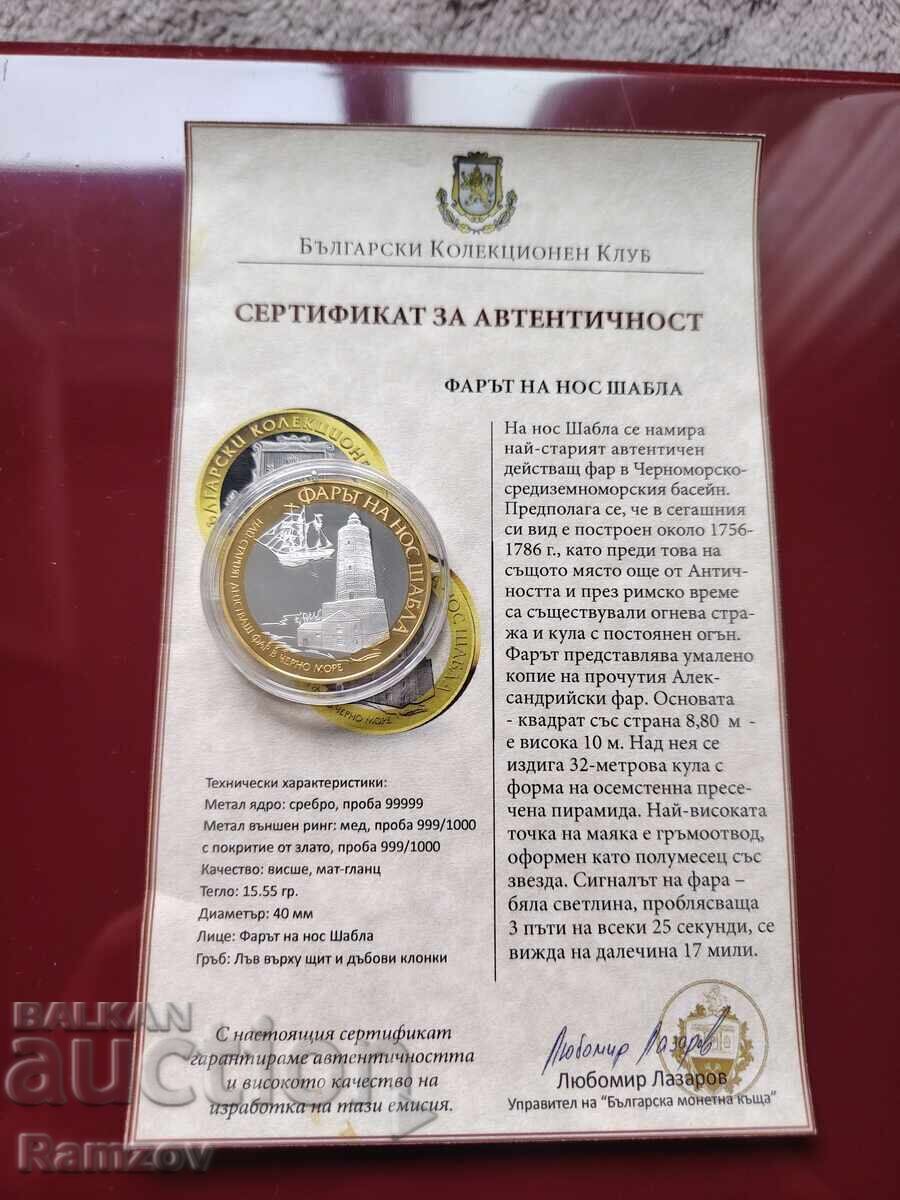 Български Колекционен Клуб
СЕРТИФИКАТ ЗА АВТЕНТИЧНОСТ
ФАРЪТ НА НОС ШАБЛА
На нос Шабла се намира
най-старият автентичен
действащ фар в Черноморско-
средиземноморския басейн.
Предполага се, че в сегашния
си вид е построен около 1756-
1786 г., като преди това на
същото място още от Антич-
ността и през римско време
са съществували огнева стра-
жа и кула с постоянен огън.
Фарът представлява умалено
копие на прочутия Алек-
сандрийски фар. Основата
- квадрат със страна 8,80 м -
е висока 10 м. Над нея се
издига 32-метрова кула с
форма на осемстенна пресе-
чена пирамида. Най-високата
точка на маяка е гръмоотвод,
оформен като полумесец със
звезда. Сигналът на фара –
бяла светлина, проблясваща
3 пъти на всеки 25 секунди, се
вижда на далечина 17 мили.
ЛГАРСКИ КОЛЕКЦИОН
ФАРЪТ НА НОС ШАБЛА
ФАР В ЧЕРНО МОРЕ
НОС ШАБЛА
ЧЕРНО МОРЕ
Технически характеристики:
Метал ядро: сребро, проба 99999
Метал външен ринг: мед, проба 999/1000
с покритие от злато, проба 999/1000
Качество: висше, мат-гланц
Тегло: 15.55 гр.
Диаметър: 40 мм
Лице: Фарът на нос Шабла
Гръб: Лъв върху щит и дъбови клонки
С настоящия сертификат
гарантираме автентичността
и високото качество на
изработка на тази емисия.
Любомир Лазаров
Любомир Лазаров
Управител на "Българска монетна къща"
BALKAN
auction
Ramzov